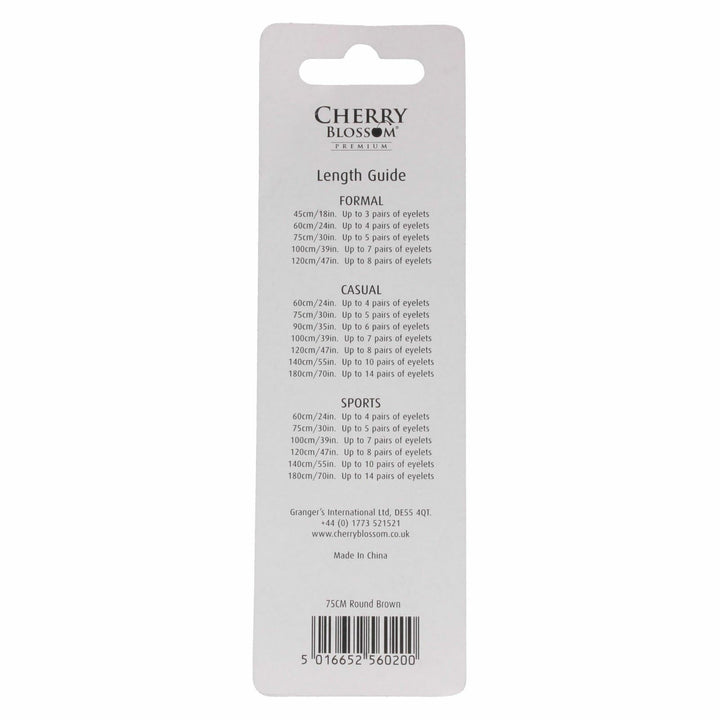 CHERRY
BLOSSOM®
PREMIUM
Length Guide
FORMAL
45cm/18in. Up to 3 pairs of eyelets
60cm/24in. Up to 4 pairs of eyelets
75cm/30in. Up to 5 pairs of eyelets
100cm/39in. Up to 7 pairs of eyelets
120cm/47in. Up to 8 pairs of eyelets
CASUAL
60cm/24in. Up to 4 pairs of eyelets
75cm/30in. Up to 5 pairs of eyelets
90cm/35in. Up to 6 pairs of eyelets
100cm/39in. Up to 7 pairs of eyelets
120cm/47in. Up to 8 pairs of eyelets
140cm/55in. Up to 10 pairs of eyelets
180cm/70in. Up to 14 pairs of eyelets
SPORTS
60cm/24in. Up to 4 pairs of eyelets
75cm/30in. Up to 5 pairs of eyelets
100cm/39in. Up to 7 pairs of eyelets
120cm/47in. Up to 8 pairs of eyelets
140cm/55in. Up to 10 pairs of eyelets
180cm/70in. Up to 14 pairs of eyelets
Granger's International Ltd, DE55 4QT.
+44 (0) 1773 521521
www.cherryblossom.co.uk
Made In China
75CM Round Brown
5 016652 560200